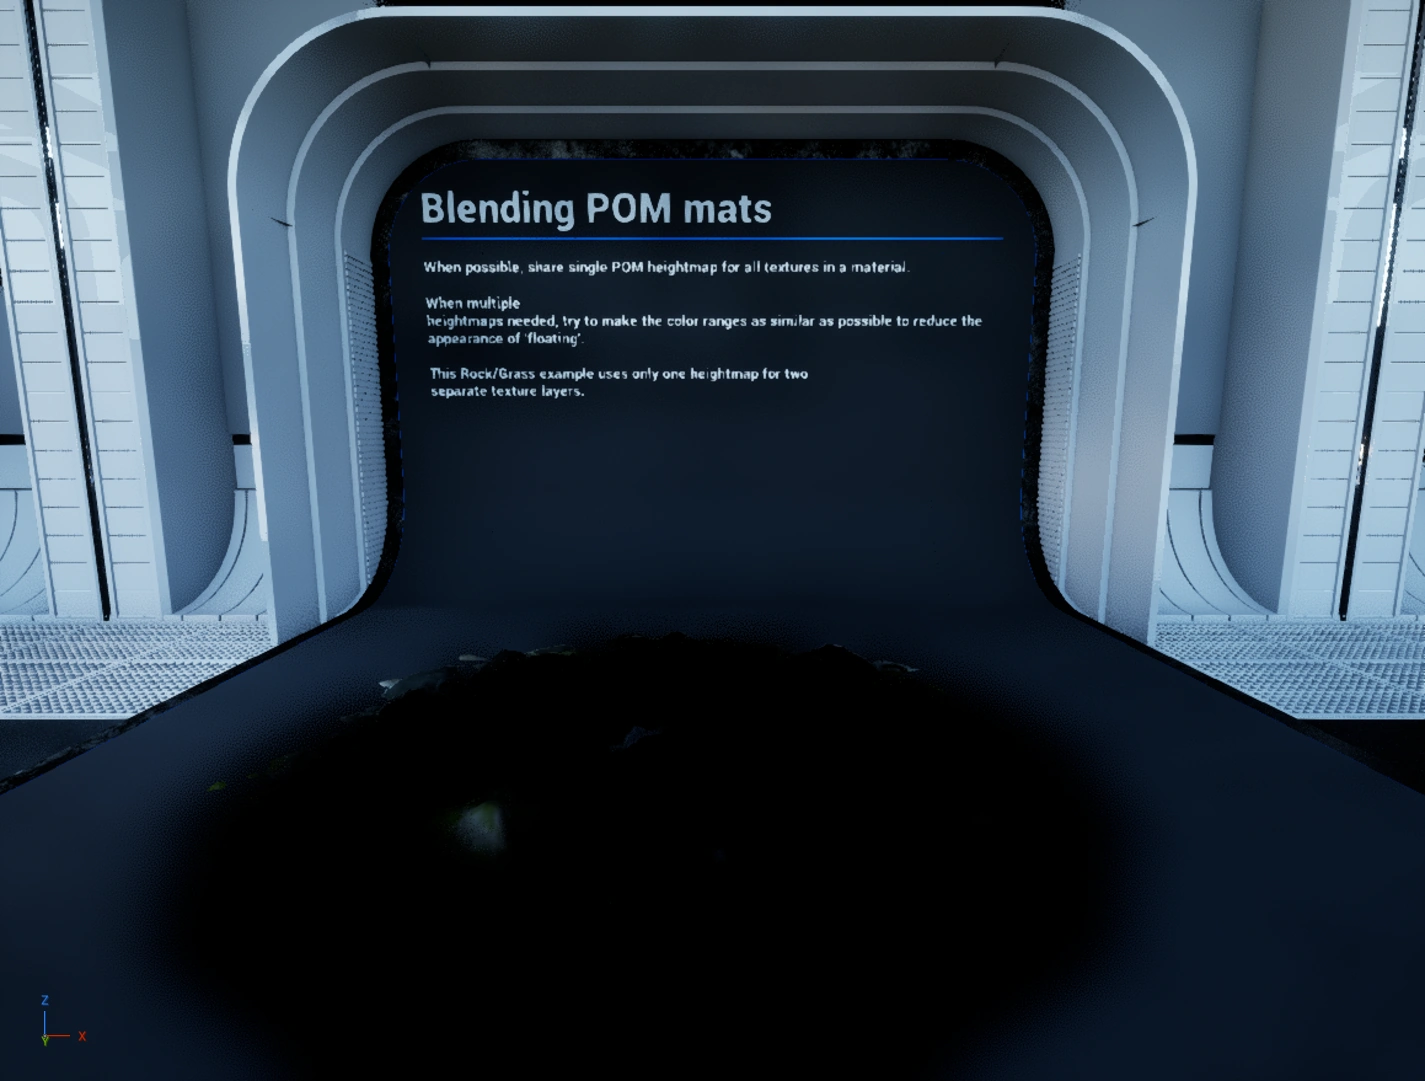 Blending POM mats
When possible, share single POM heightmap for all textures in a material.
When multiple
heightmaps needed, try to make the color ranges as similar as possible to reduce the
appearance of 'floating'.
This Rock/Grass example uses only one heightmap for two
separate texture layers.
Z
X
Y